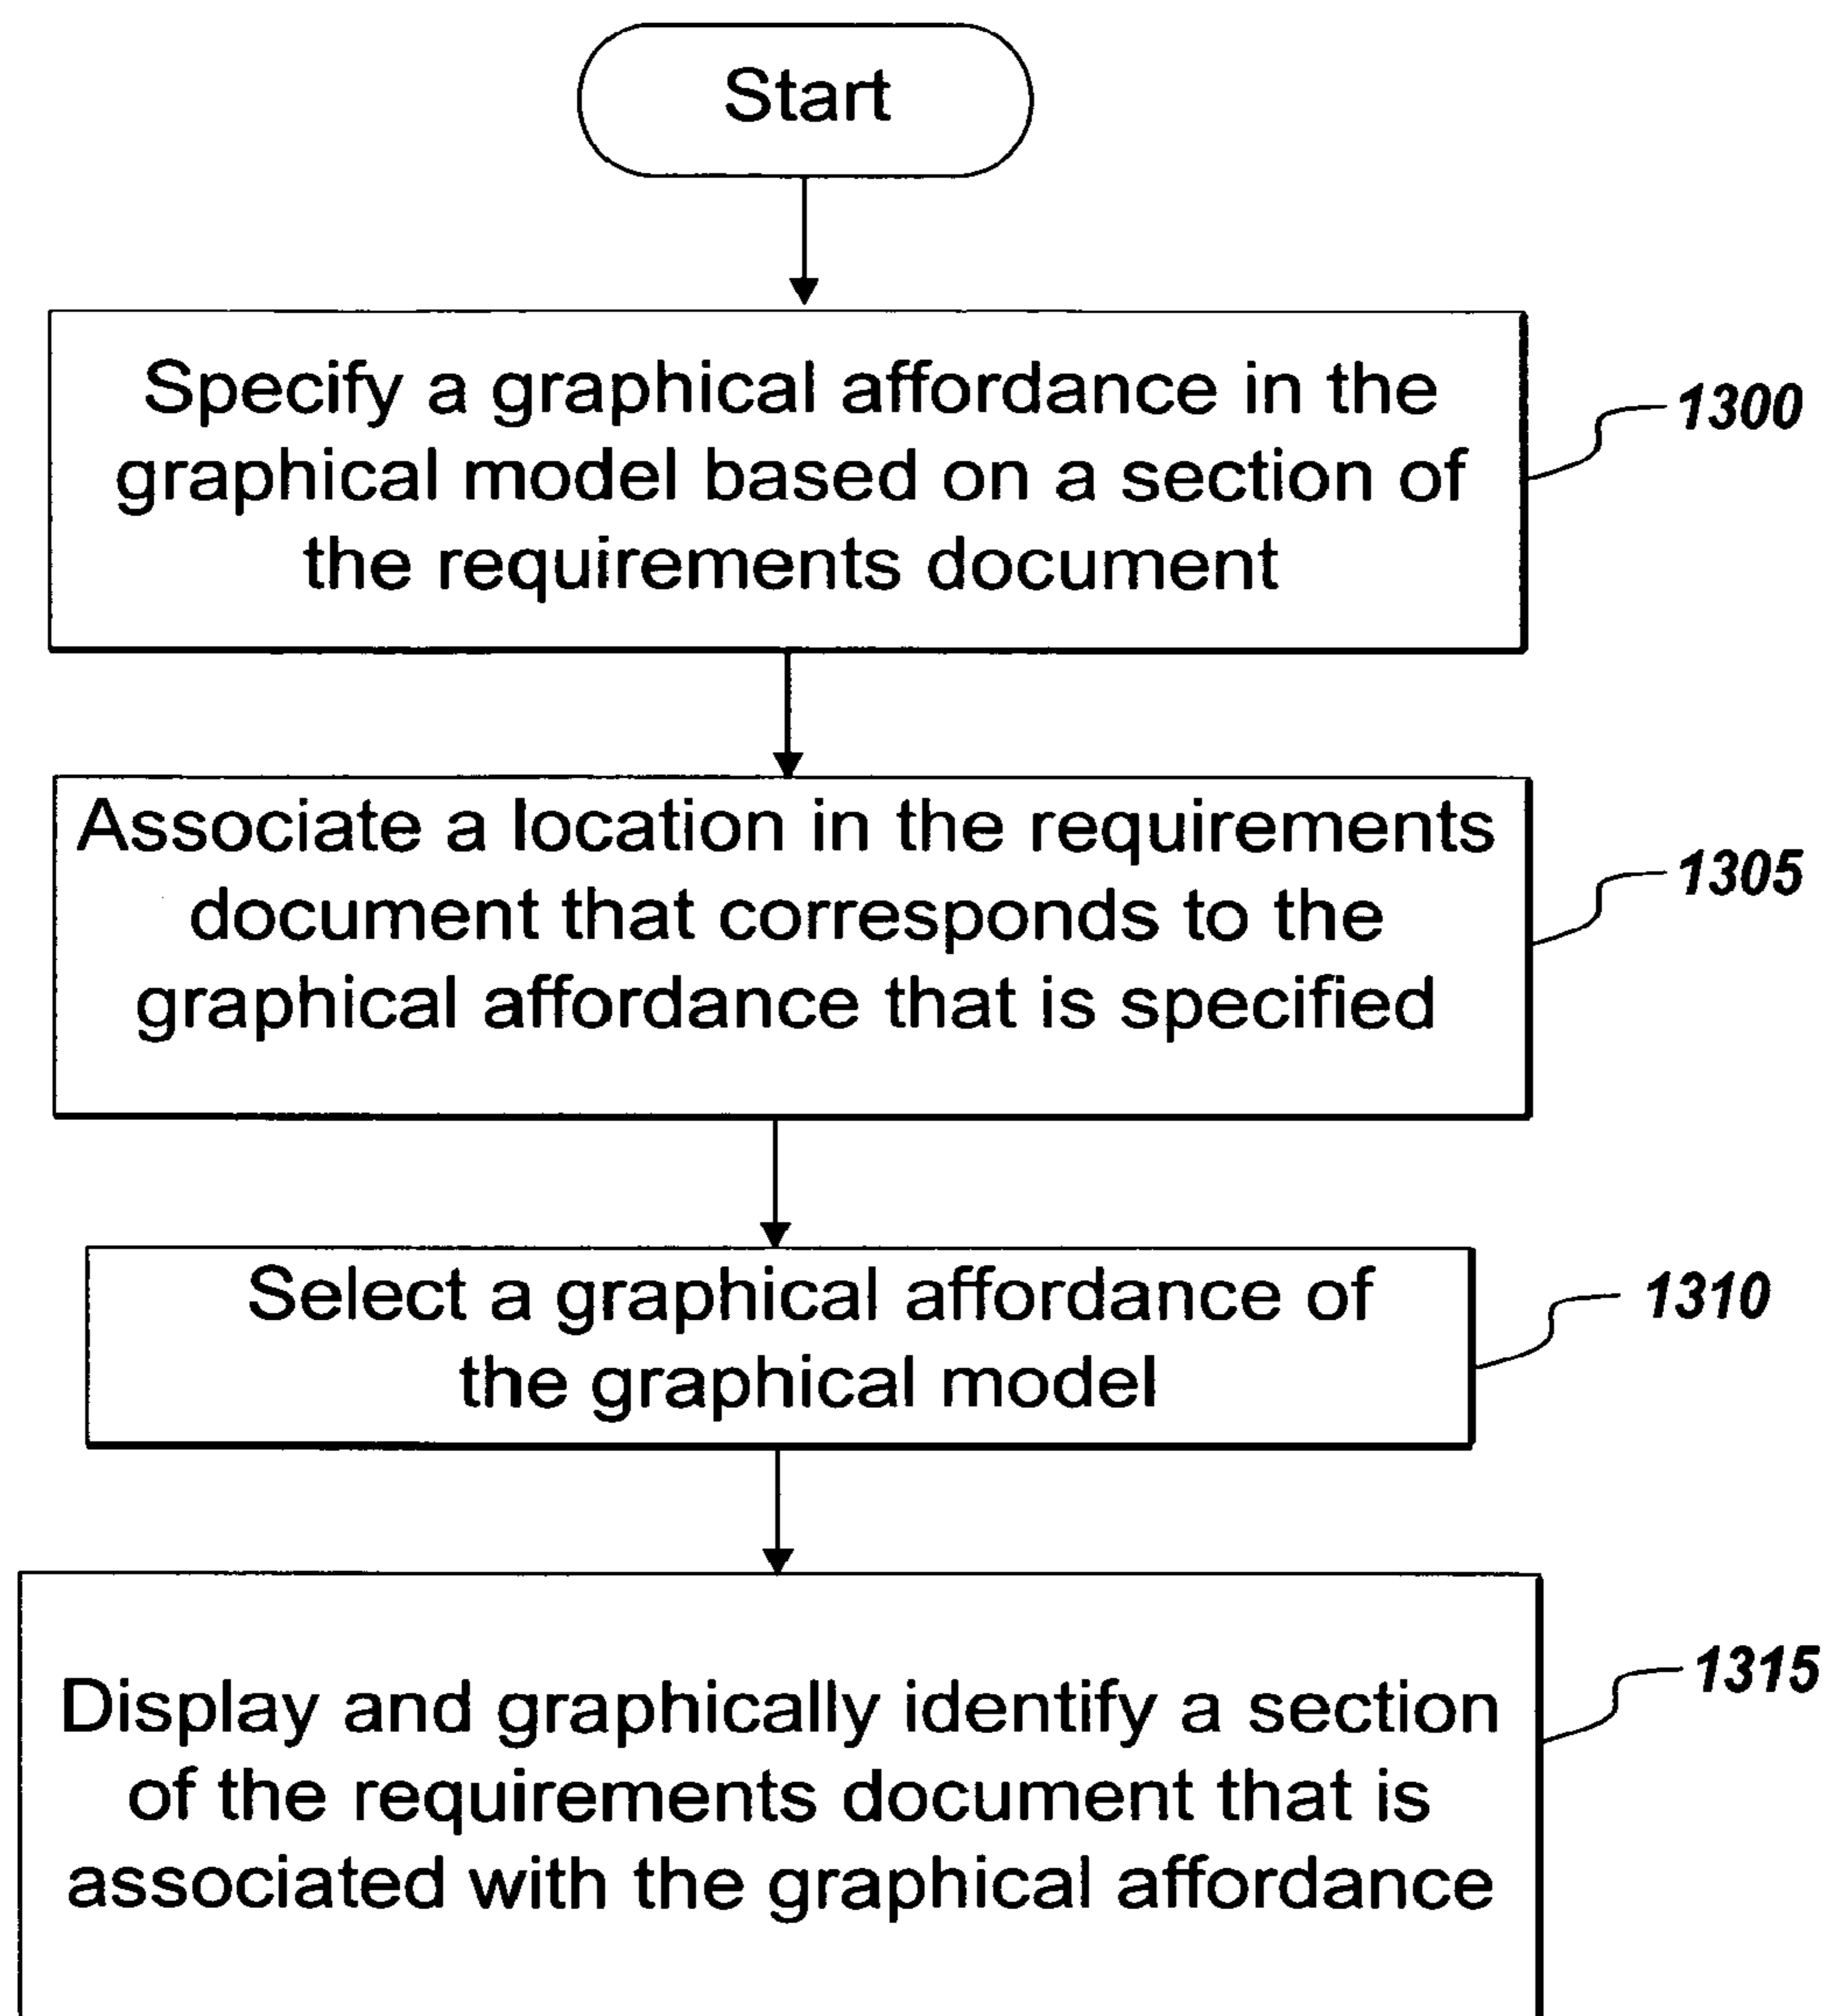 Start
Specify a graphical affordance in the
graphical model based on a section of
the requirements document
1300
Associate a location in the requirements
document that corresponds to the
graphical affordance that is specified
1305
Select a graphical affordance of
the graphical model
1310
Display and graphically identify a section
of the requirements document that is
associated with the graphical affordance
1315